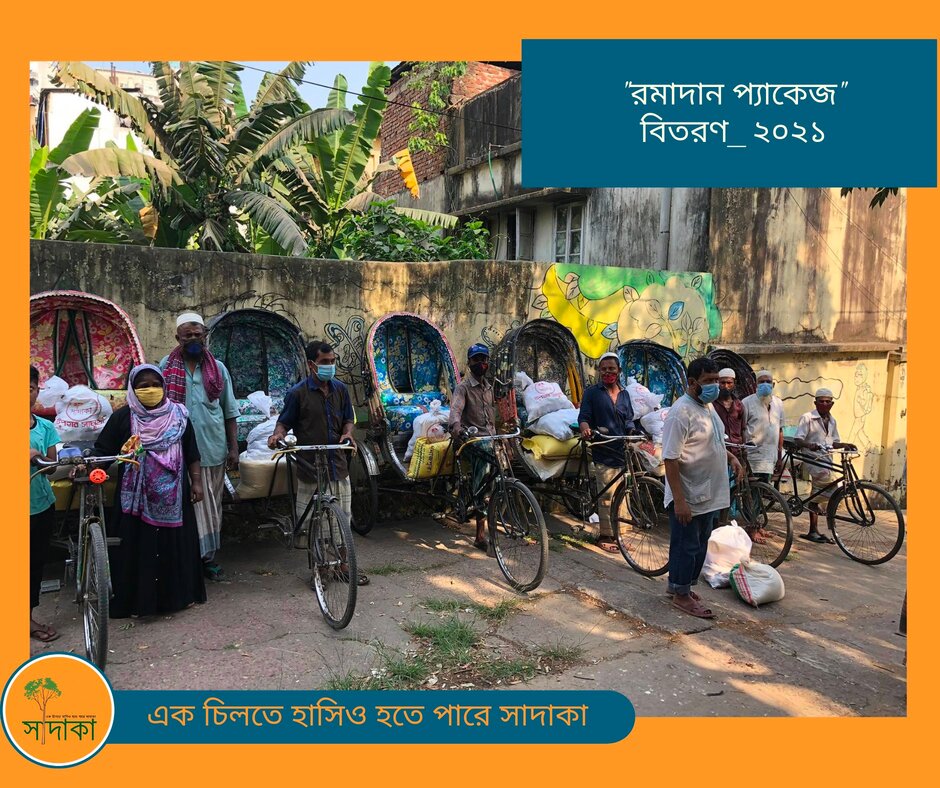 "রমাদান প্যাকেজ"
বিতরণ_ ২০২১
এক চিলতে হাসিও হতে পারে সাদাকা
সাদাকা